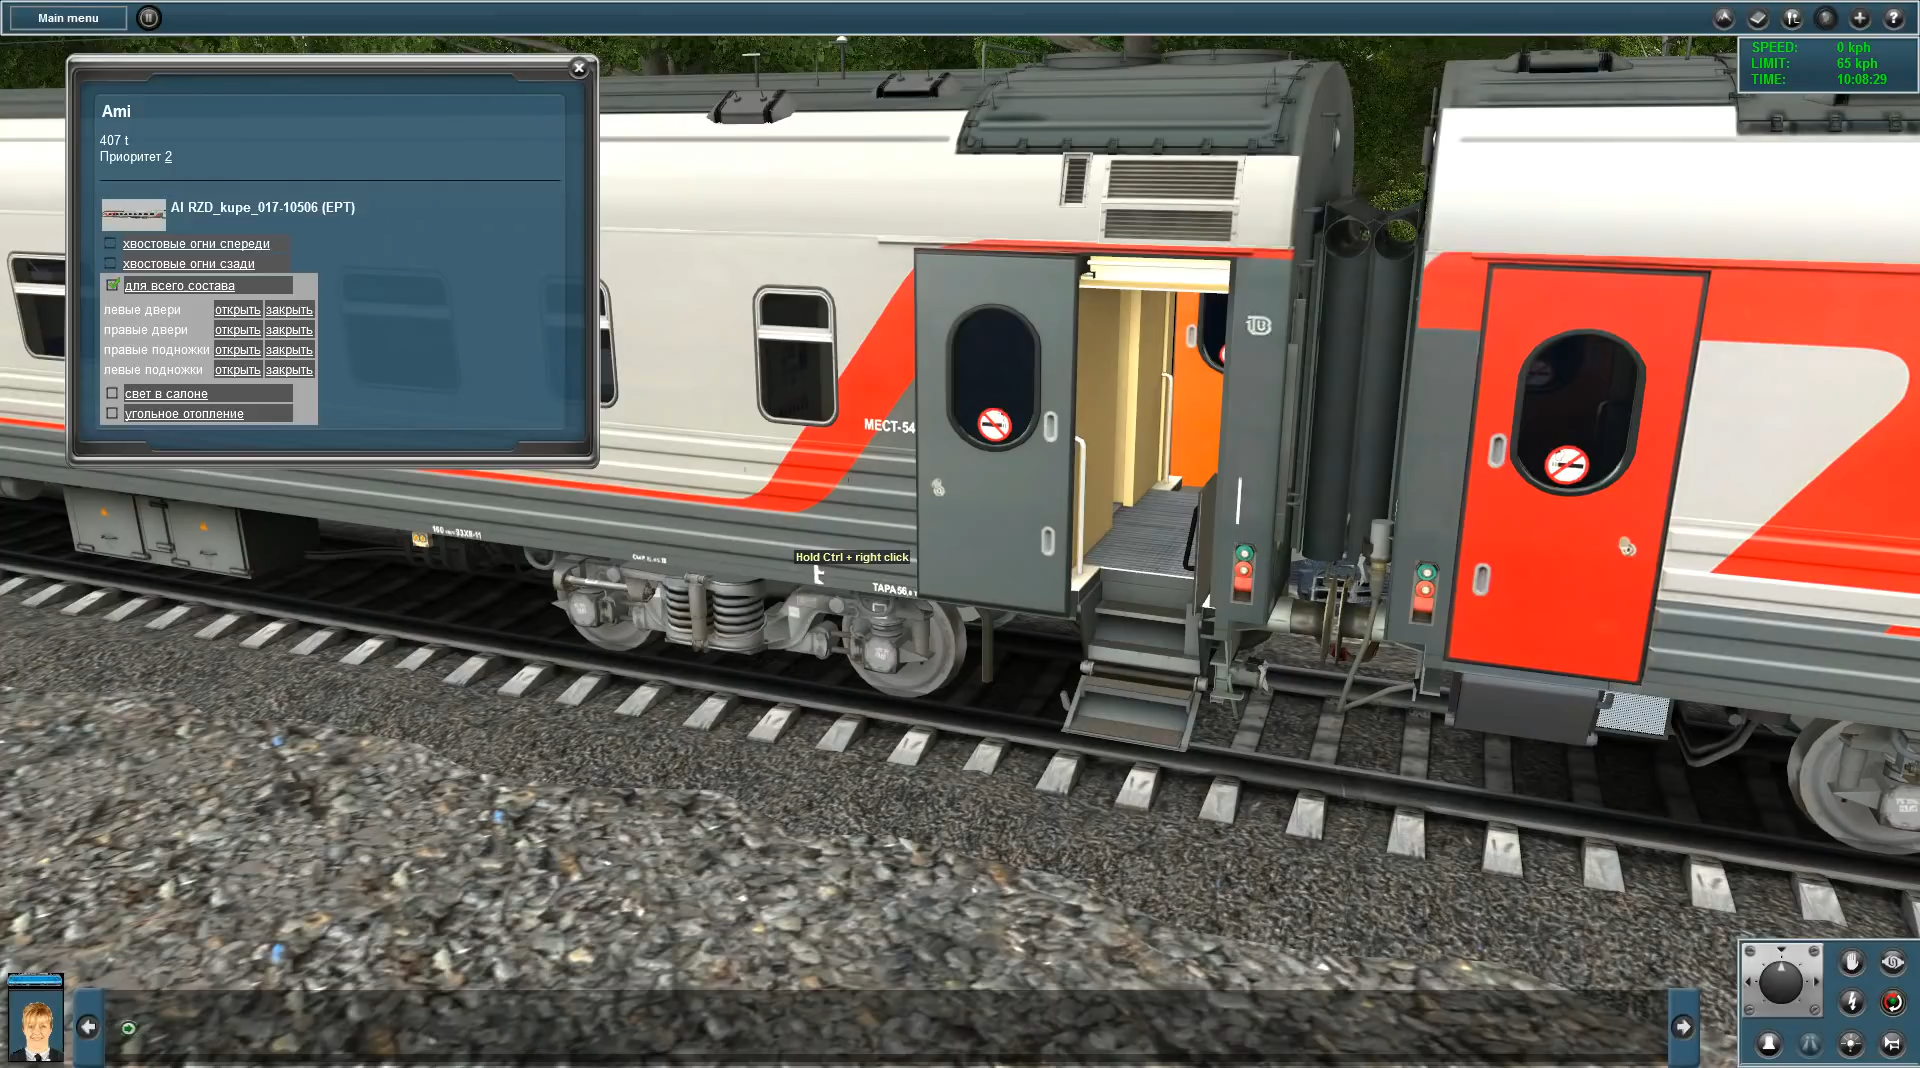 Main menu
SPEED: 0 kph
LIMIT: 65 kph
TIME: 10:08:29
Ami
407 t
Приоритет 2
AI RZD_kupe_017-10506 (EPT)
хвостовые огни спереди
хвостовые огни сзади
для всего состава
левые двери открыть закрыть
правые двери открыть закрыть
правые подножки открыть закрыть
левые подножки открыть закрыть
свет в салоне
угольное отопление
МЕСТ-54
Hold Ctrl + right click
ТАРА 56